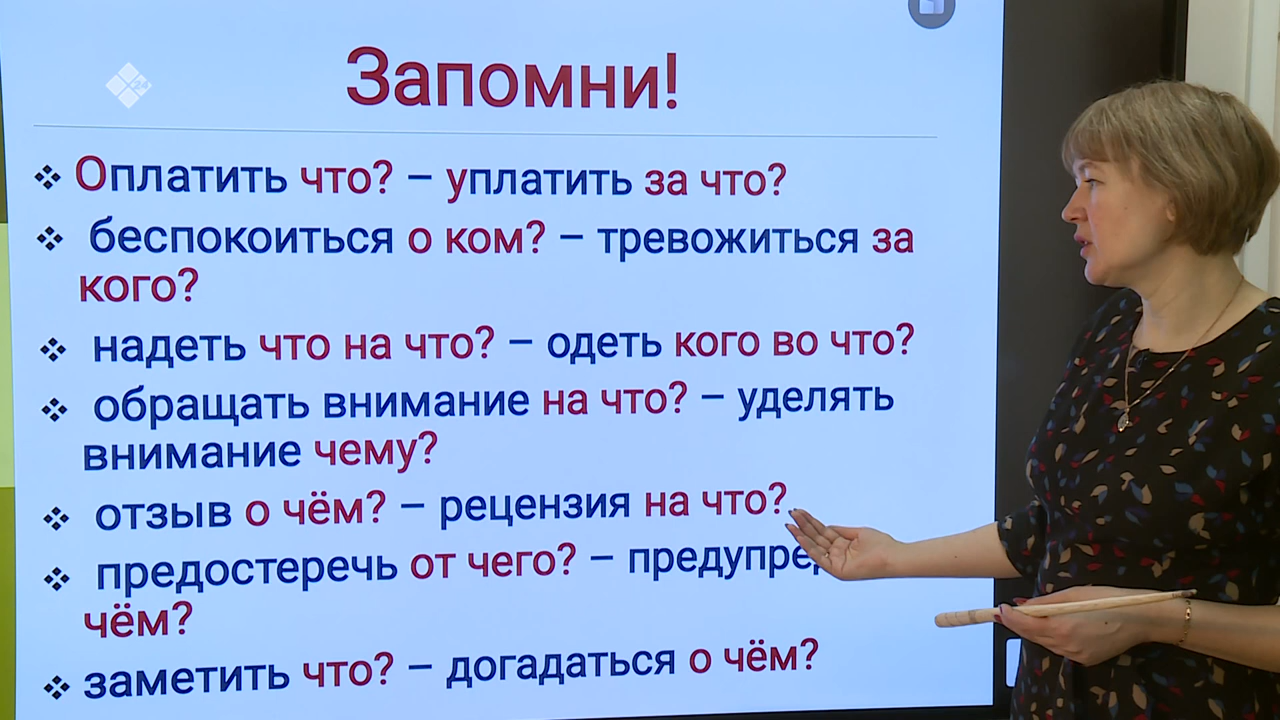 Запомни!
Оплатить что? – уплатить за что?
беспокоиться о ком? – тревожиться за
кого?
надеть что на что? – одеть кого во что?
обращать внимание на что? – уделять
внимание чему?
отзыв о чём? – рецензия на что?
предостеречь от чего? –
чём?
заметить что? – догадаться о чём?
24